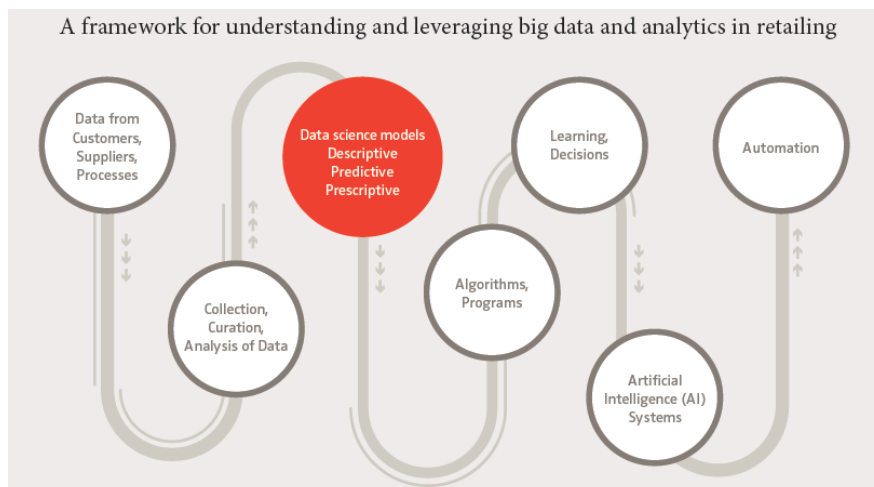 A framework for understanding and leveraging big data and analytics in retailing
Data from
Customers,
Suppliers,
Processes
Collection,
Curation,
Analysis of Data
Data science models
Descriptive
Predictive
Prescriptive
Algorithms,
Programs
Learning,
Decisions
Artificial
Intelligence (AI)
Systems
Automation